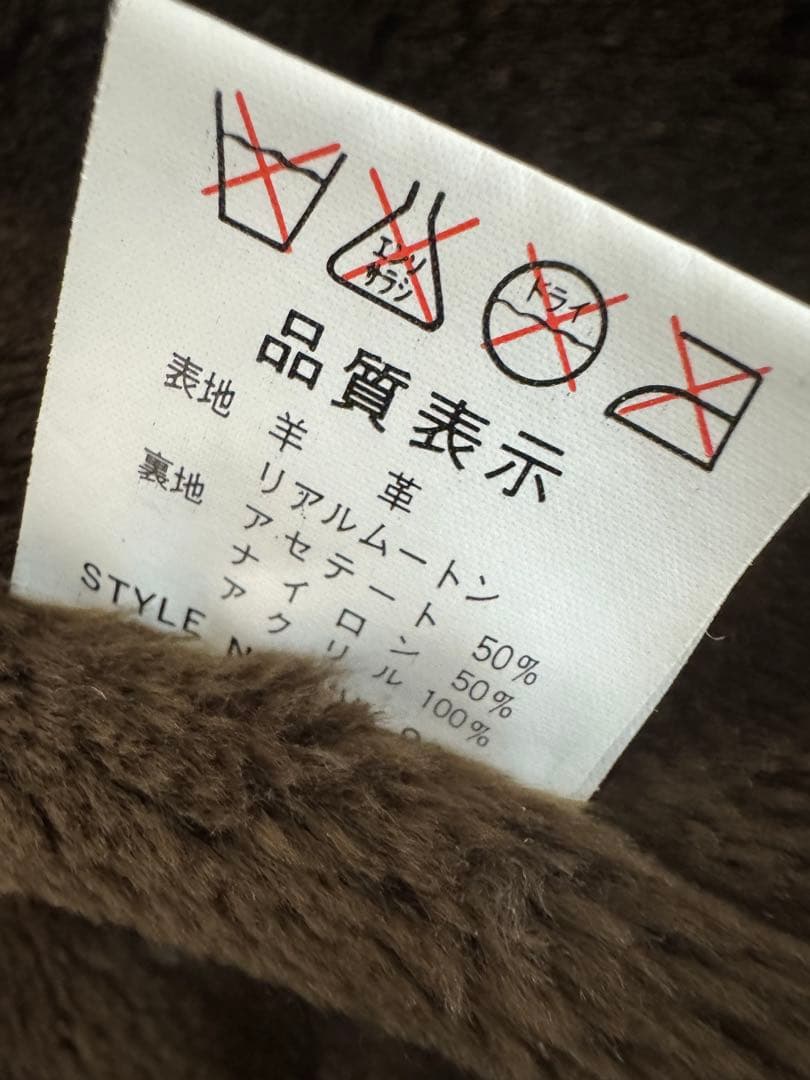 エンソ
サラシ
ドライ
品質表示
表地 羊革
リアルムートン
裏地 アセテート 50%
ナイロン 50%
アクリル 100%
STYLE N